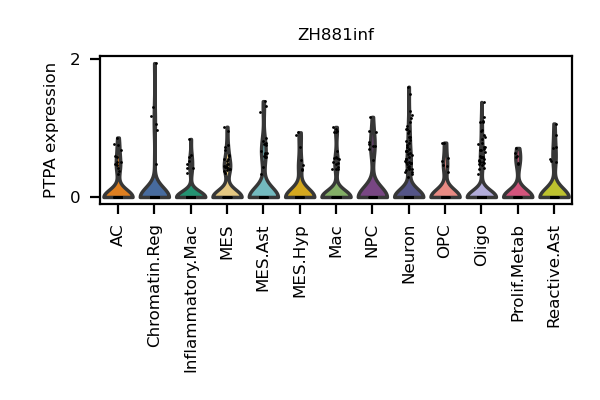 ZH881inf
PTPA expression
2
0
AC
Chromatin.Reg
Inflammatory.Mac
MES
MES.Ast
MES.Hyp
Mac
NPC
Neuron
OPC
Oligo
Prolif.Metab
Reactive.Ast